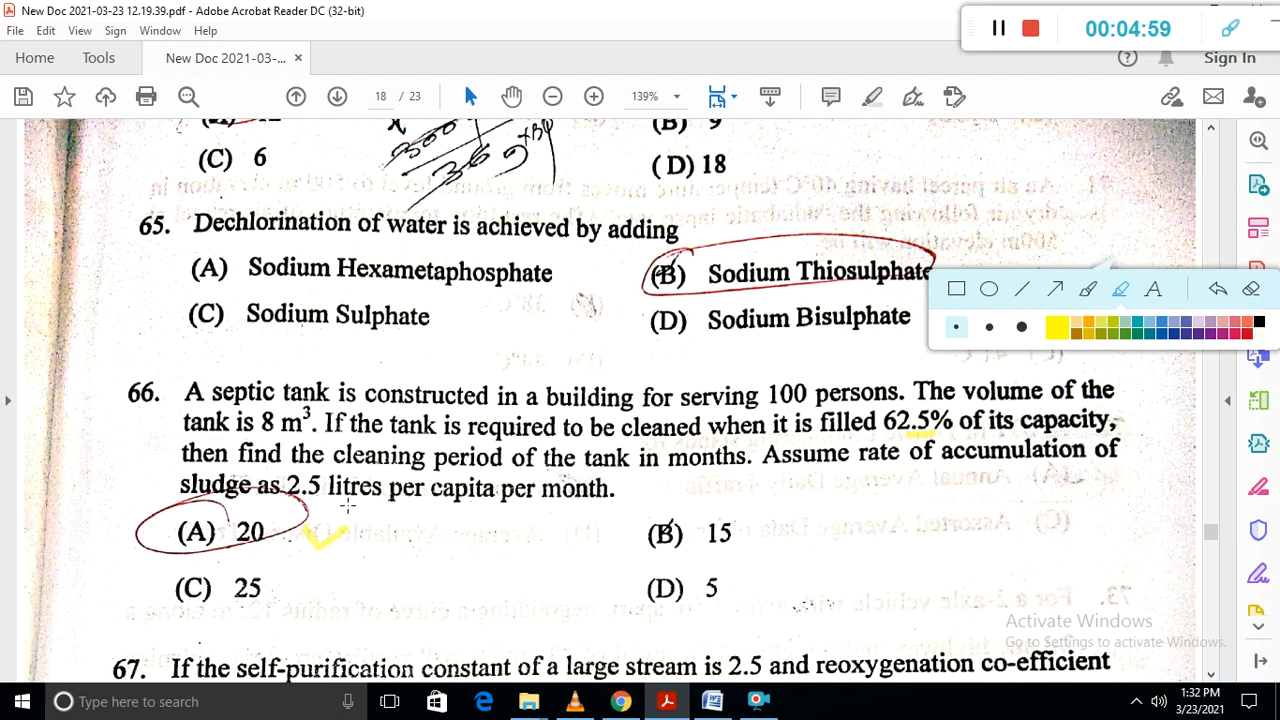 New Doc 2021-03-23 12.19.39.pdf - Adobe Acrobat Reader DC (32-bit)
00:04:59
File Edit View Sign Window Help
Home Tools New Doc 2021-03-... × Sign In
18 / 23 139%
(B) 9
(C) 6 (D) 18
65. Dechlorination of water is achieved by adding
(A) Sodium Hexametaphosphate (B) Sodium Thiosulphate
(C) Sodium Sulphate (D) Sodium Bisulphate
66. A septic tank is constructed in a building for serving 100 persons. The volume of the
tank is 8 m³. If the tank is required to be cleaned when it is filled 62.5% of its capacity,
then find the cleaning period of the tank in months. Assume rate of accumulation of
sludge as 2.5 litres per capita per month.
(A) 20 (B) 15
(C) 25 (D) 5
67. If the self-purification constant of a large stream is 2.5 and reoxygenation co-efficient
Activate Windows
Go to Settings to activate Windows.
Type here to search
1:32 PM
3/23/2021